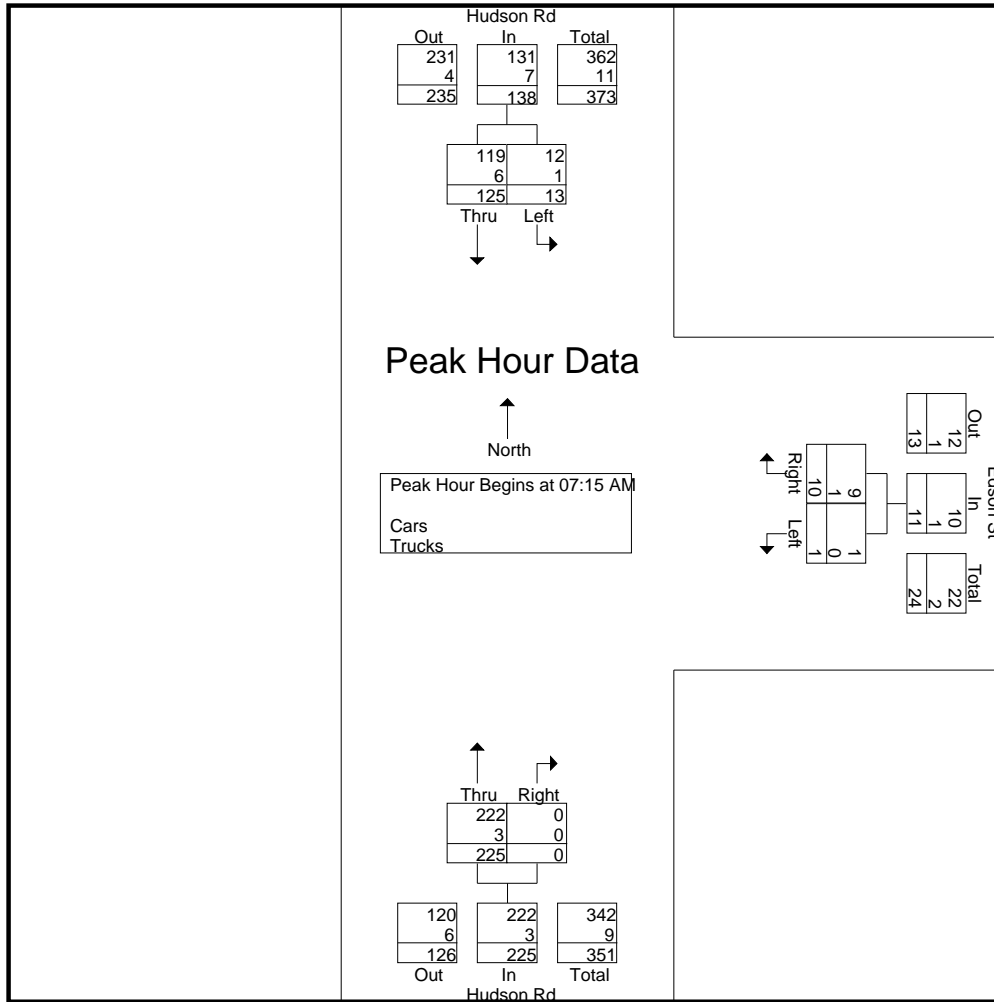 Hudson Rd
Out In Total
231 131 362
4 7 11
235 138 373
119 12
6 1
125 13
Thru Left
Peak Hour Data
North
Peak Hour Begins at 07:15 AM
Cars
Trucks
Out In Total
12 10 22
1 1 2
13 11 24
9 1
1 0
10 1
Right Left
Thru Right
222 0
3 0
225 0
120 222 342
6 3 9
126 225 351
Out In Total
Hudson Rd